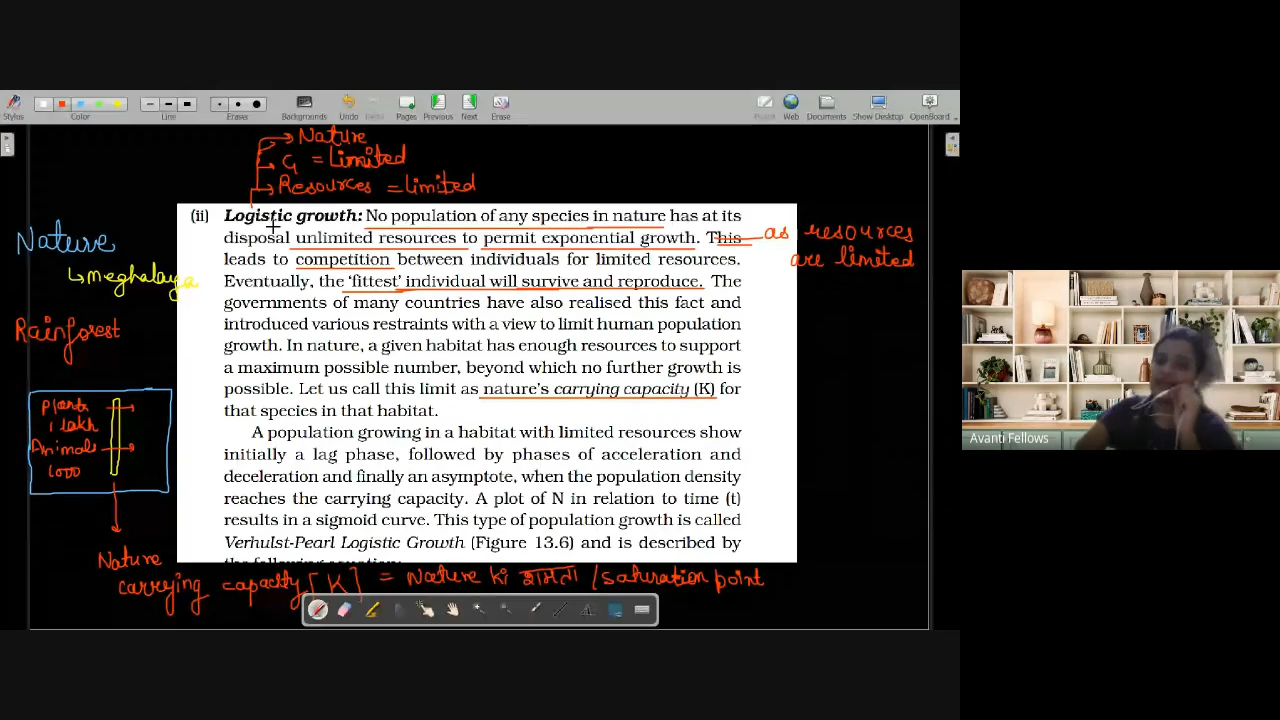 Stylus
Color
Line
Eraser
Backgrounds
Undo
Redo
Pages
Previous
Next
Erase
Board
Web
Documents
Show Desktop
OpenBoard
Nature
G = Limited
Resources = limited
(ii) Logistic growth: No population of any species in nature has at its
disposal unlimited resources to permit exponential growth. This
leads to competition between individuals for limited resources.
Eventually, the 'fittest' individual will survive and reproduce. The
governments of many countries have also realised this fact and
introduced various restraints with a view to limit human population
growth. In nature, a given habitat has enough resources to support
a maximum possible number, beyond which no further growth is
possible. Let us call this limit as nature's carrying capacity (K) for
that species in that habitat.
A population growing in a habitat with limited resources show
initially a lag phase, followed by phases of acceleration and
deceleration and finally an asymptote, when the population density
reaches the carrying capacity. A plot of N in relation to time (t)
results in a sigmoid curve. This type of population growth is called
Verhulst-Pearl Logistic Growth (Figure 13.6) and is described by
the following equation:
as resources
are limited
Nature
meghalaya
Rainforest
plants
1 lakh
Animals
1000
Nature
carrying capacity [K] = Nature ki / saturation point
Avanti Fellows